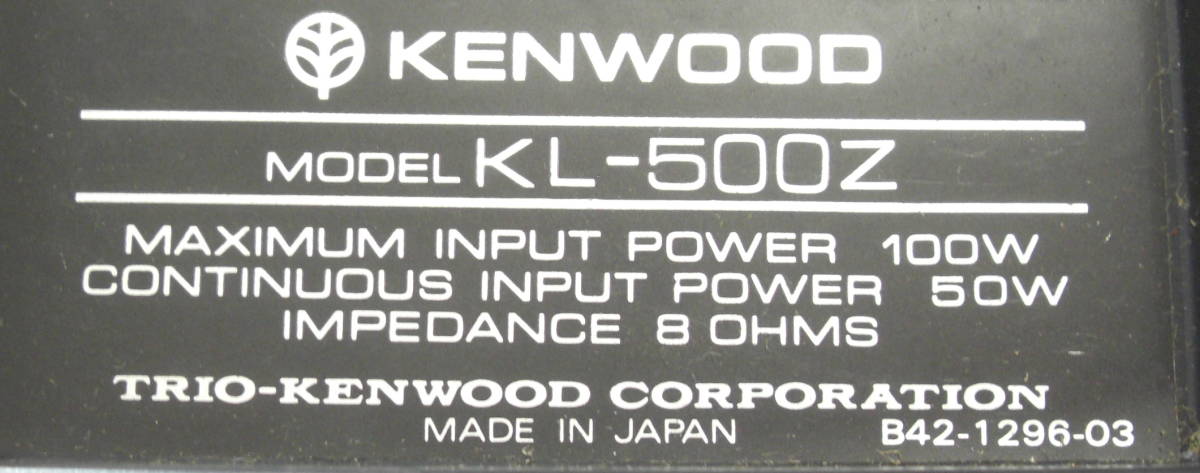 KENWOOD
MODEL KL-500Z
MAXIMUM INPUT POWER 100W
CONTINUOUS INPUT POWER 50W
IMPEDANCE 8 OHMS
TRIO-KENWOOD CORPORATION
MADE IN JAPAN B42-1296-03